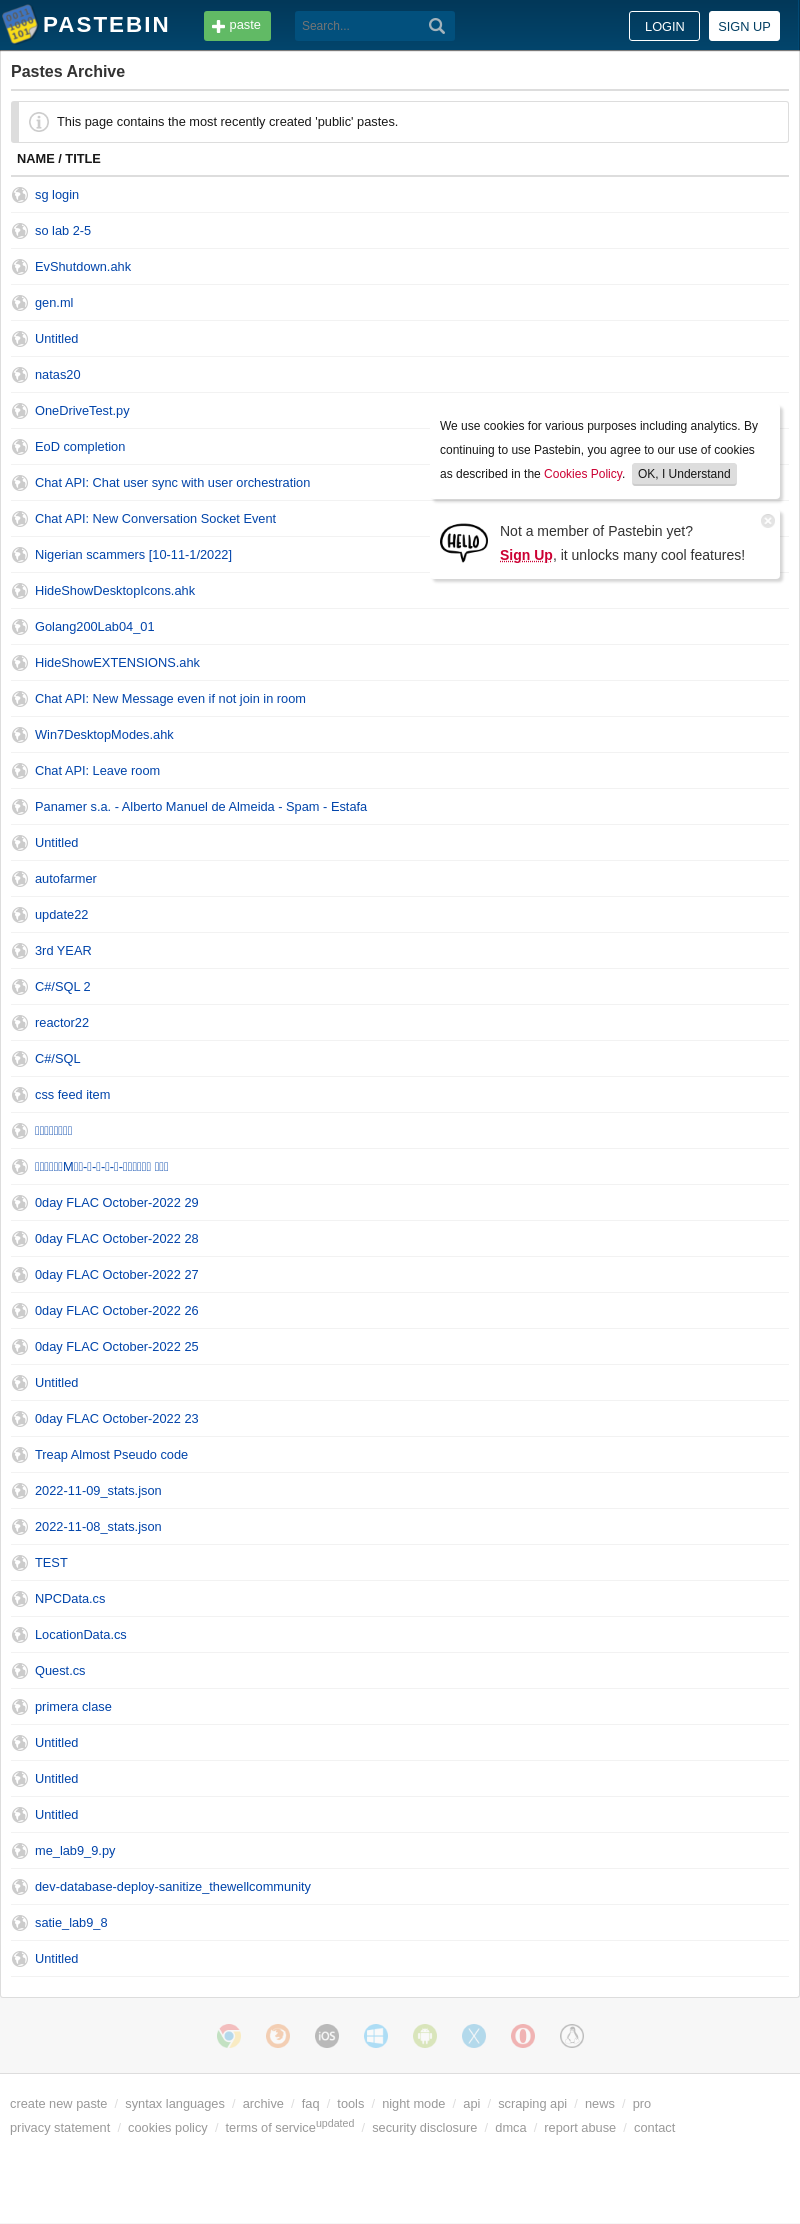 PASTEBIN
paste
Search...
LOGIN
SIGN UP
Pastes Archive
This page contains the most recently created 'public' pastes.
NAME / TITLE
sg login
so lab 2-5
EvShutdown.ahk
gen.ml
Untitled
natas20
OneDriveTest.py
EoD completion
Chat API: Chat user sync with user orchestration
Chat API: New Conversation Socket Event
Nigerian scammers [10-11-1/2022]
We use cookies for various purposes including analytics. By
continuing to use Pastebin, you agree to our use of cookies
as described in the Cookies Policy. OK, I Understand
HELLO
Not a member of Pastebin yet?
Sign Up, it unlocks many cool features!
HideShowDesktopIcons.ahk
Golang200Lab04_01
HideShowEXTENSIONS.ahk
Chat API: New Message even if not join in room
Win7DesktopModes.ahk
Chat API: Leave room
Panamer s.a. - Alberto Manuel de Almeida - Spam - Estafa
Untitled
autofarmer
update22
3rd YEAR
C#/SQL 2
reactor22
C#/SQL
css feed item
0day FLAC October-2022 29
0day FLAC October-2022 28
0day FLAC October-2022 27
0day FLAC October-2022 26
0day FLAC October-2022 25
Untitled
0day FLAC October-2022 23
Treap Almost Pseudo code
2022-11-09_stats.json
2022-11-08_stats.json
TEST
NPCData.cs
LocationData.cs
Quest.cs
primera clase
Untitled
Untitled
Untitled
me_lab9_9.py
dev-database-deploy-sanitize_thewellcommunity
satie_lab9_8
Untitled
iOS
create new paste / syntax languages / archive / faq / tools / night mode / api / scraping api / news / pro
privacy statement / cookies policy / terms of service updated / security disclosure / dmca / report abuse / contact